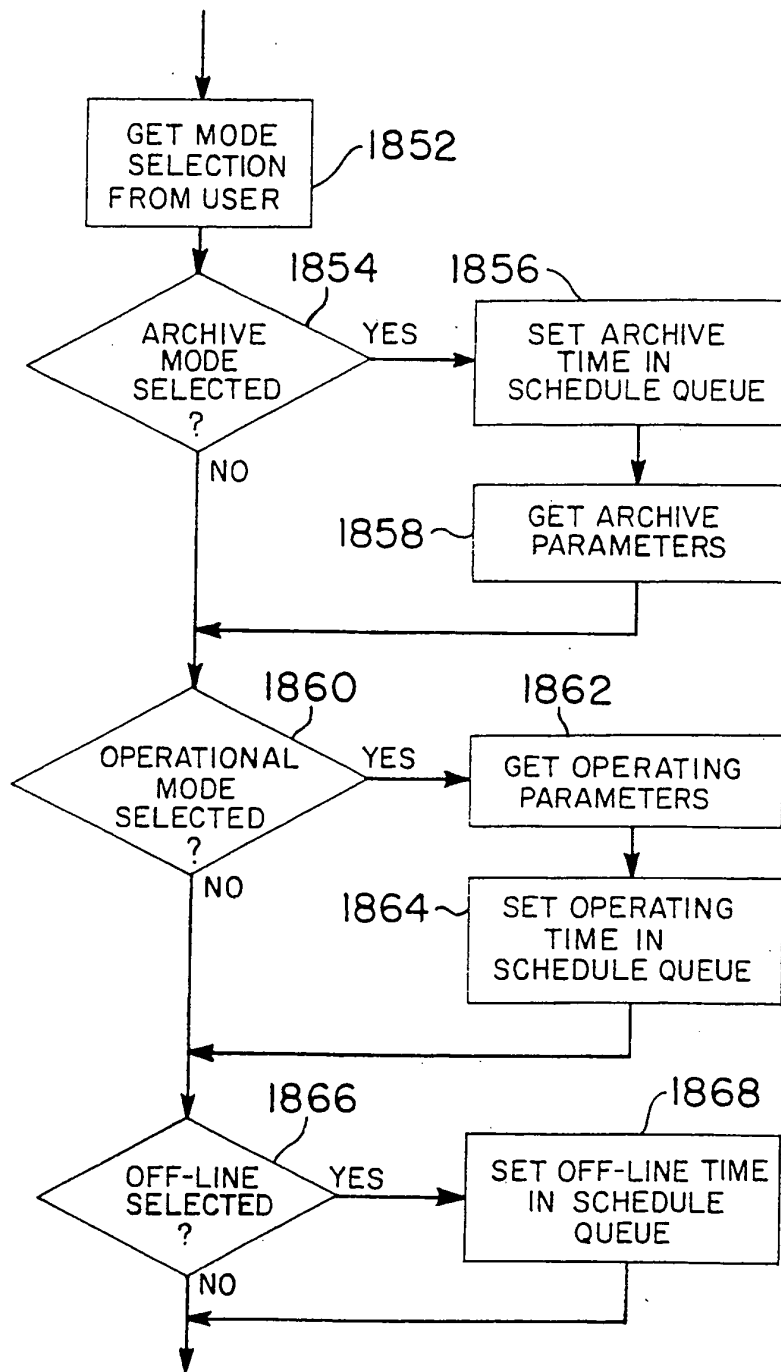 GET MODE
SELECTION
FROM USER
1852
1854
ARCHIVE
MODE
SELECTED
?
YES
NO
1856
SET ARCHIVE
TIME IN
SCHEDULE QUEUE
1858
GET ARCHIVE
PARAMETERS
1860
OPERATIONAL
MODE
SELECTED
?
YES
NO
1862
GET OPERATING
PARAMETERS
1864
SET OPERATING
TIME IN
SCHEDULE QUEUE
1866
OFF-LINE
SELECTED
?
YES
NO
1868
SET OFF-LINE TIME
IN SCHEDULE
QUEUE